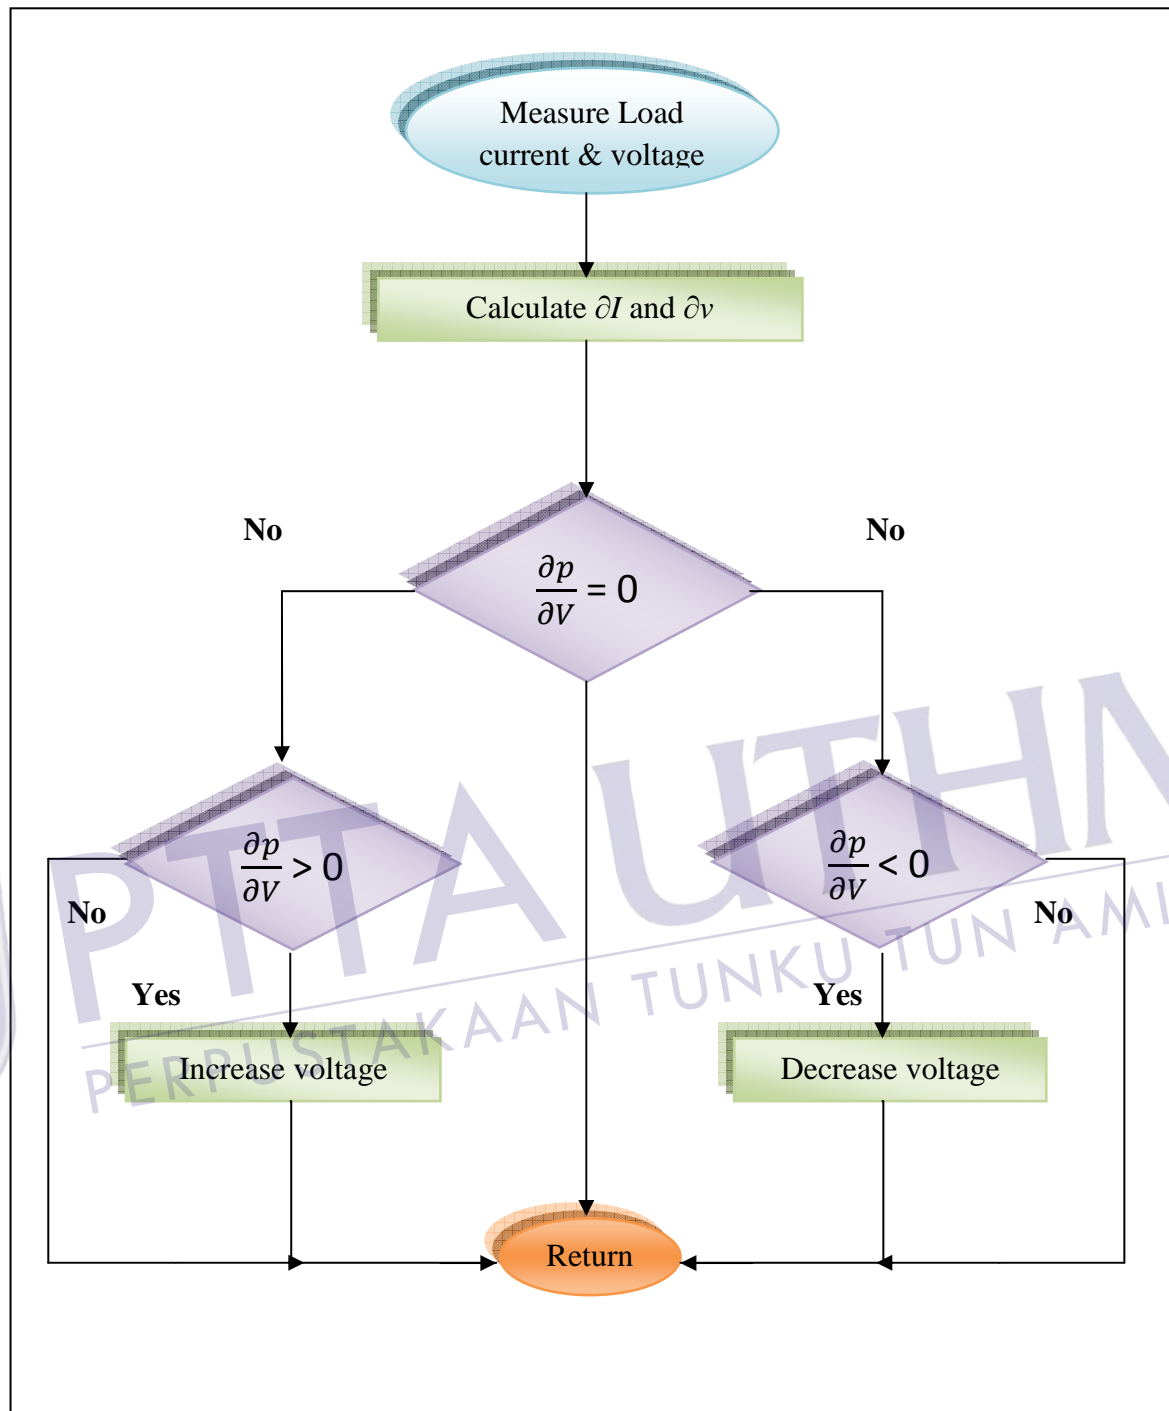 Measure Load
current & voltage
Calculate ∂I and ∂v
No
No
∂p/∂V = 0
∂p/∂V > 0
∂p/∂V < 0
No
No
Yes
Yes
Increase voltage
Decrease voltage
Return
PTTA UTHM
PERPUSTAKAAN TUNKU TUN AMI